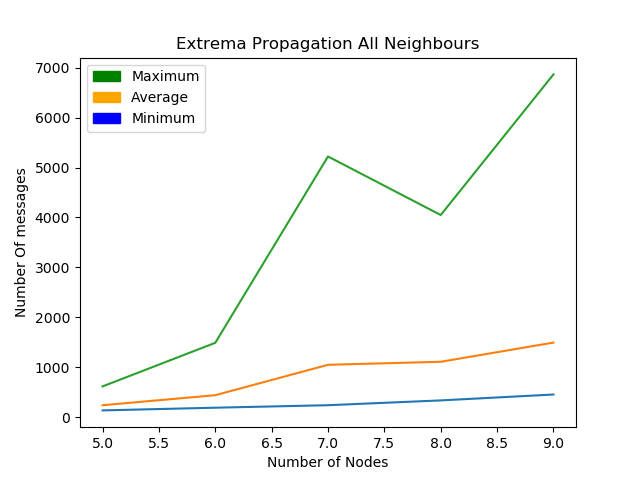 Extrema Propagation All Neighbours
Maximum
Average
Minimum
7000
6000
5000
4000
3000
2000
1000
0
Number Of messages
5.0 5.5 6.0 6.5 7.0 7.5 8.0 8.5 9.0
Number of Nodes